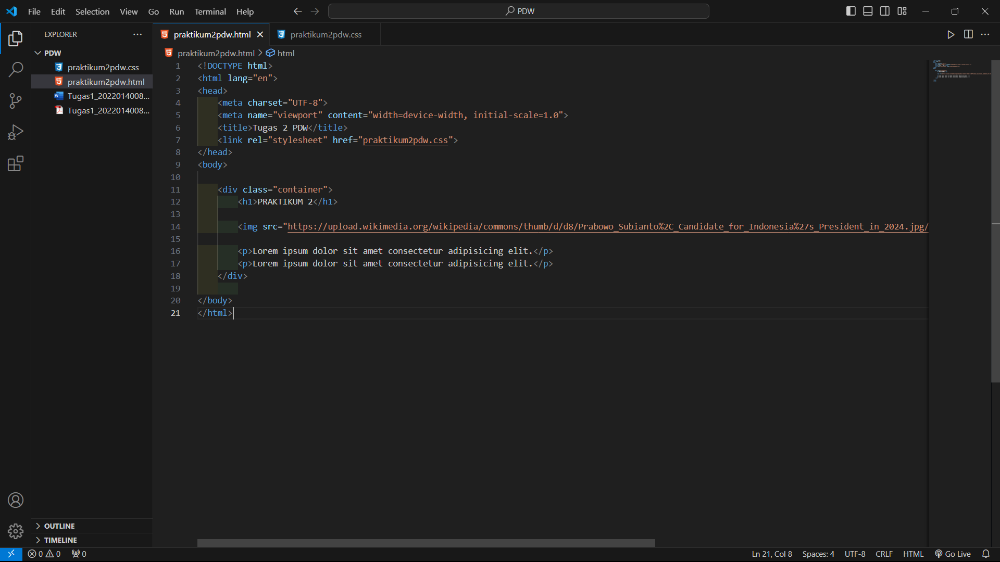 File Edit Selection View Go Run Terminal Help PDW
EXPLORER
PDW
praktikum2pdw.css
praktikum2pdw.html
Tugas1_2022014008...
Tugas1_2022014008...
OUTLINE
TIMELINE
praktikum2pdw.html praktikum2pdw.css
praktikum2pdw.html > html
1 <!DOCTYPE html>
2 <html lang="en">
3 <head>
4 <meta charset="UTF-8">
5 <meta name="viewport" content="width=device-width, initial-scale=1.0">
6 <title>Tugas 2 PDW</title>
7 <link rel="stylesheet" href="praktikum2pdw.css">
8 </head>
9 <body>
10
11 <div class="container">
12 <h1>PRAKTIKUM 2</h1>
13
14 <img src="https://upload.wikimedia.org/wikipedia/commons/thumb/d/d8/Prabowo_Subianto%2C_Candidate_for_Indonesia%27s_President_in_2024.jpg/
15
16 <p>Lorem ipsum dolor sit amet consectetur adipisicing elit.</p>
17 <p>Lorem ipsum dolor sit amet consectetur adipisicing elit.</p>
18 </div>
19
20 </body>
21 </html>
0 0 0 Ln 21, Col 8 Spaces: 4 UTF-8 CRLF HTML Go Live